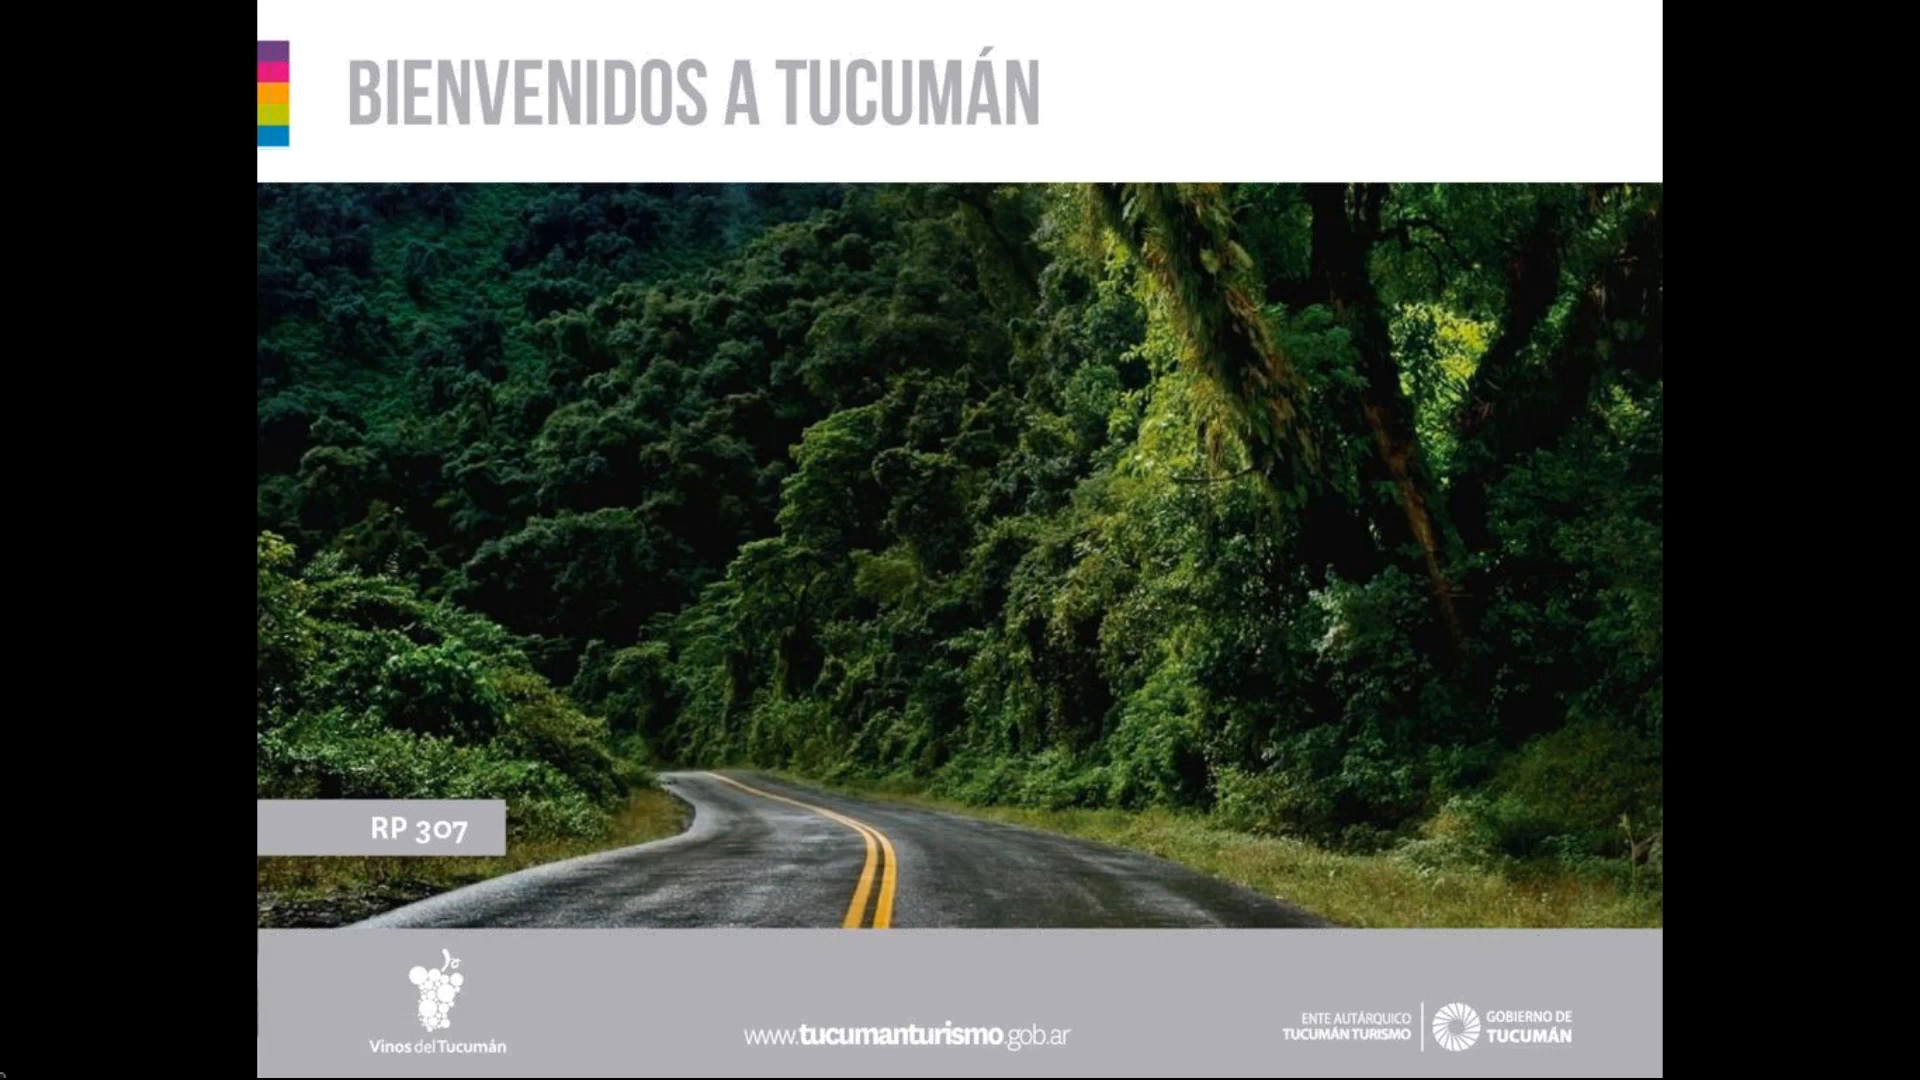 BIENVENIDOS A TUCUMÁN
RP 307
Vinos del Tucumán
www.tucumanturismo.gob.ar
ENTE AUTÁRQUICO
TUCUMÁN TURISMO
GOBIERNO DE
TUCUMÁN